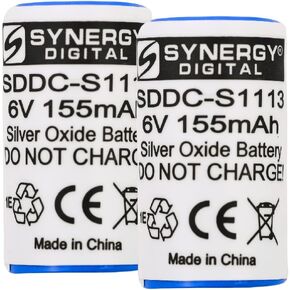 SYNERGY
DIGITAL
SDDC-S1113
6V 155mAh
Silver Oxide Battery
DO NOT CHARGE!
CE
Made in China
SYNERGY®
DIGITAL
SDDC-S1113
6V 155mAh
Silver Oxide Battery
DO NOT CHARGE!
CE
Made in China